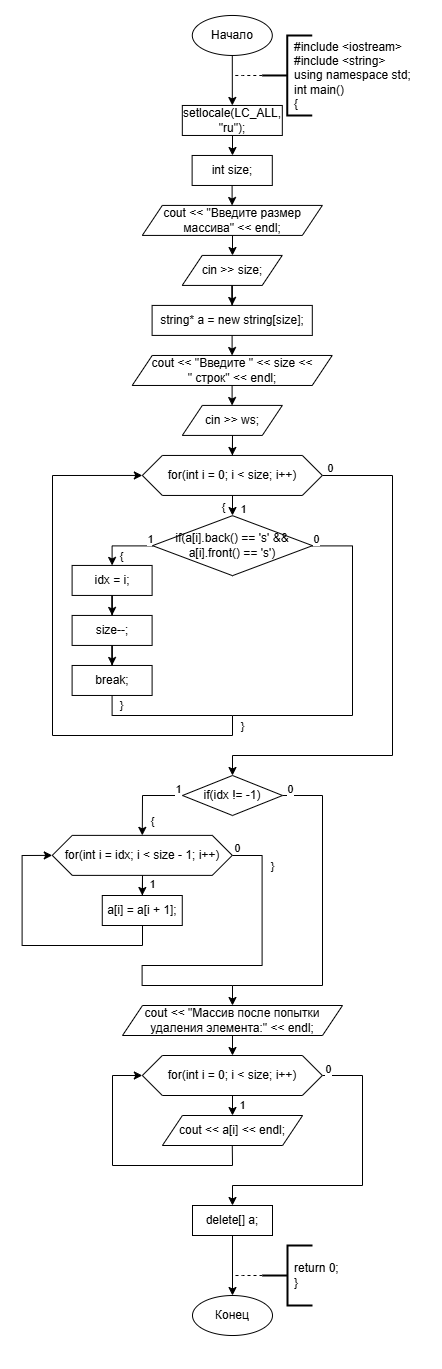 Начало
#include <iostream>
#include <string>
using namespace std;
int main()
{
setlocale(LC_ALL,
"ru");
int size;
cout << "Введите размер
массива" << endl;
cin >> size;
string* a = new string[size];
cout << "Введите " << size <<
" строк" << endl;
cin >> ws;
for(int i = 0; i < size; i++)
0
{ 1
if(a[i].back() == 's' &&
a[i].front() == 's')
1
0
{
idx = i;
size--;
break;
}
}
if(idx != -1)
1
0
{
for(int i = idx; i < size - 1; i++)
0
}
1
a[i] = a[i + 1];
cout << "Массив после попытки
удаления элемента:" << endl;
for(int i = 0; i < size; i++)
0
1
cout << a[i] << endl;
delete[] a;
return 0;
}
Конец